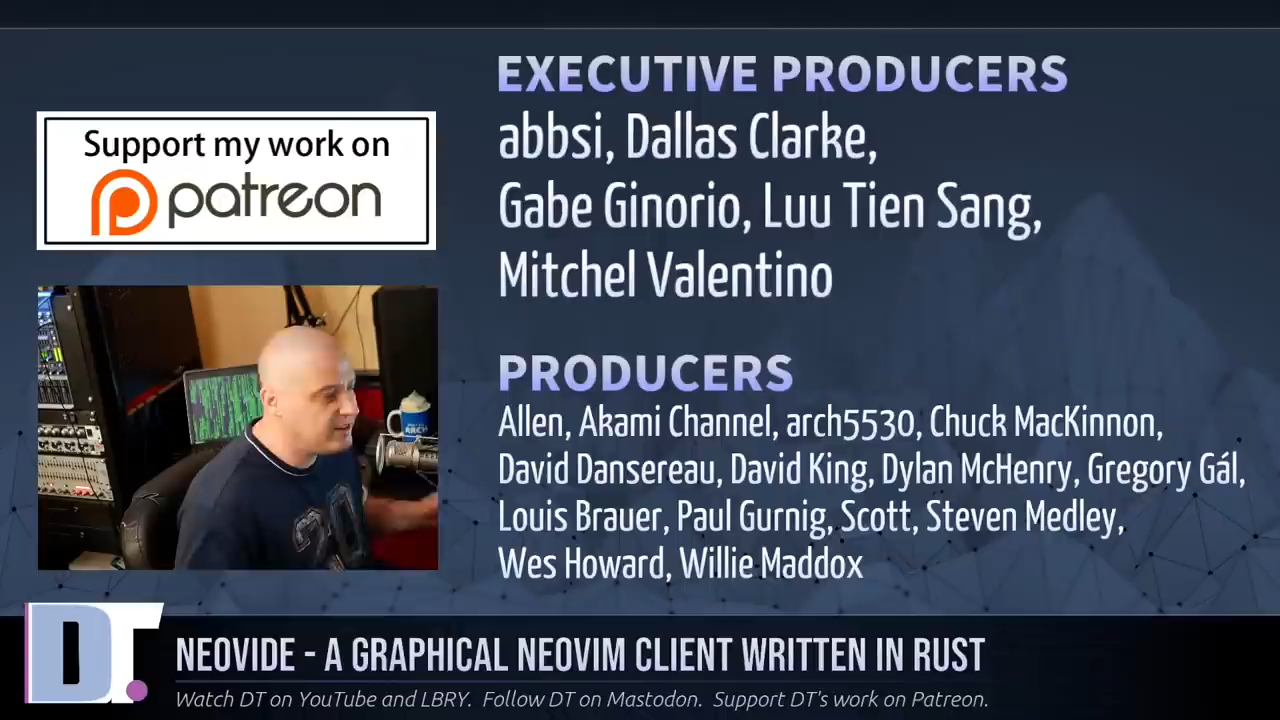 EXECUTIVE PRODUCERS
abbsi, Dallas Clarke,
Gabe Ginorio, Luu Tien Sang,
Mitchel Valentino
Support my work on
patreon
PRODUCERS
Allen, Akami Channel, arch5530, Chuck MacKinnon,
David Dansereau, David King, Dylan McHenry, Gregory Gál,
Louis Brauer, Paul Gurnig, Scott, Steven Medley,
Wes Howard, Willie Maddox
ARCH
20
DT.
NEOVIDE - A GRAPHICAL NEOVIM CLIENT WRITTEN IN RUST
Watch DT on YouTube and LBRY. Follow DT on Mastodon. Support DT's work on Patreon.